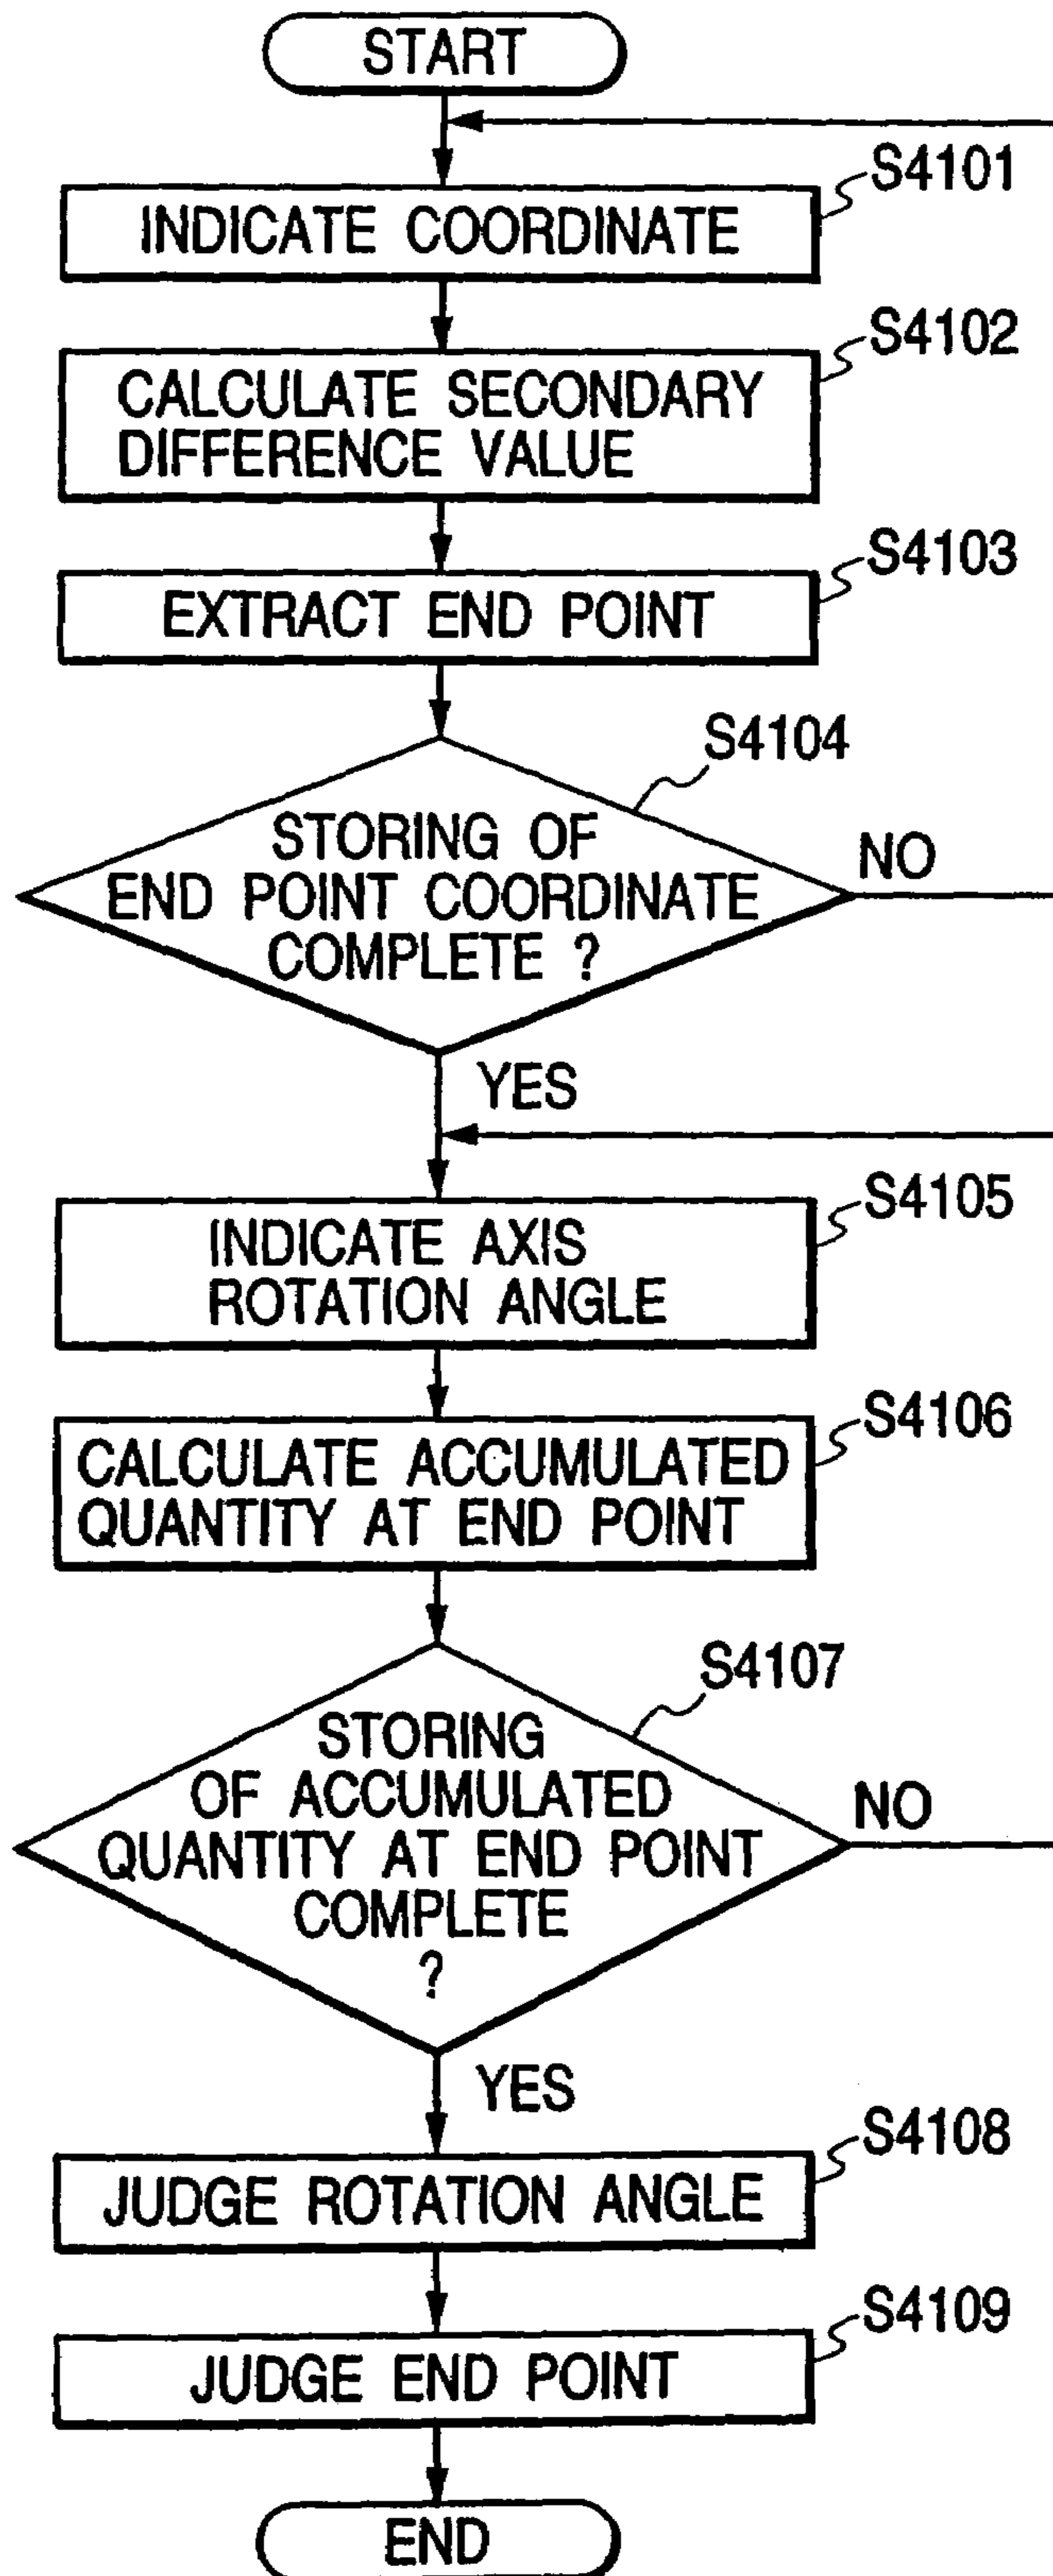 START
S4101
INDICATE COORDINATE
S4102
CALCULATE SECONDARY
DIFFERENCE VALUE
S4103
EXTRACT END POINT
S4104
STORING OF
END POINT COORDINATE
COMPLETE ?
NO
YES
S4105
INDICATE AXIS
ROTATION ANGLE
S4106
CALCULATE ACCUMULATED
QUANTITY AT END POINT
S4107
STORING
OF ACCUMULATED
QUANTITY AT END POINT
COMPLETE
?
NO
YES
S4108
JUDGE ROTATION ANGLE
S4109
JUDGE END POINT
END